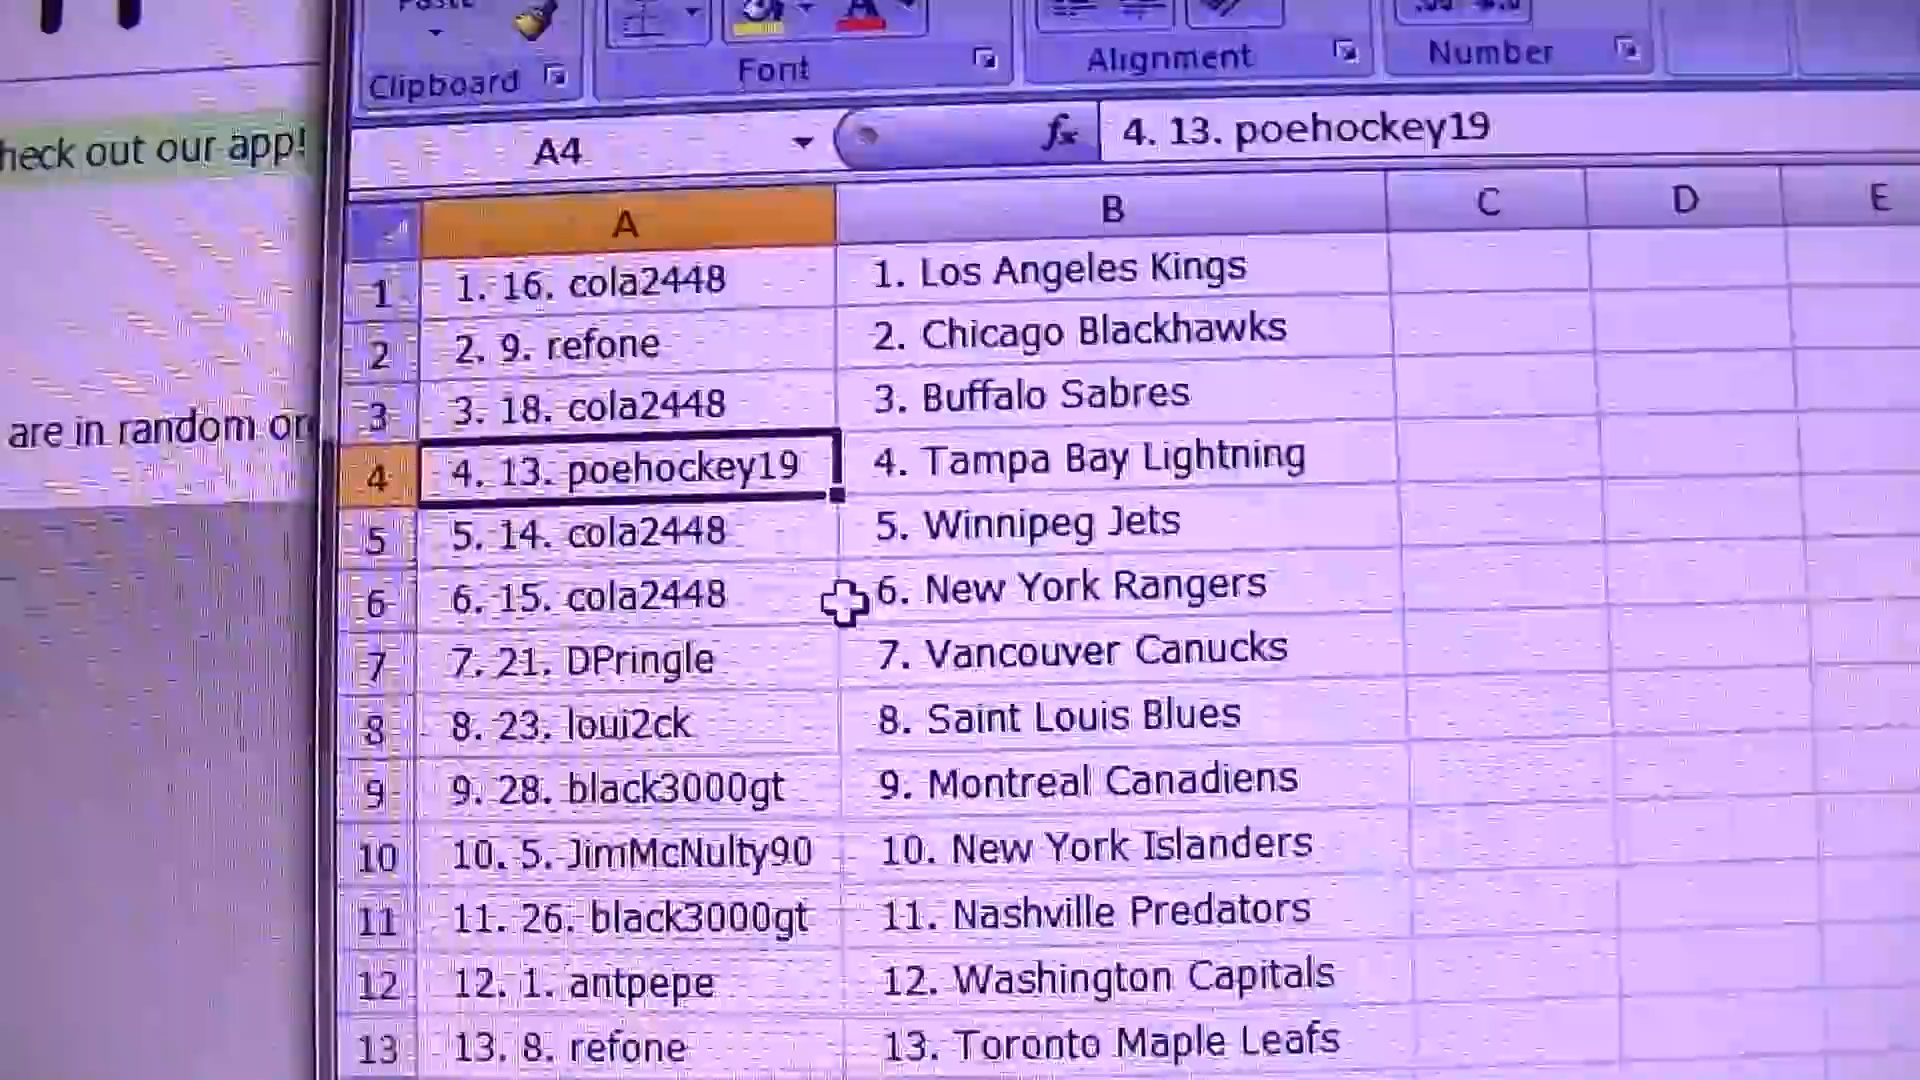 Clipboard Font Alignment Number
heck out our app!
A4 fx 4. 13. poehockey19
A B C D E
1 1. 16. cola2448 1. Los Angeles Kings
2 2. 9. refone 2. Chicago Blackhawks
3 3. 18. cola2448 3. Buffalo Sabres
are in random or
4 4. 13. poehockey19 4. Tampa Bay Lightning
5 5. 14. cola2448 5. Winnipeg Jets
6 6. 15. cola2448 6. New York Rangers
7 7. 21. DPringle 7. Vancouver Canucks
8 8. 23. loui2ck 8. Saint Louis Blues
9 9. 28. black3000gt 9. Montreal Canadiens
10 10. 5. JimMcNulty90 10. New York Islanders
11 11. 26. black3000gt 11. Nashville Predators
12 12. 1. antpepe 12. Washington Capitals
13 13. 8. refone 13. Toronto Maple Leafs